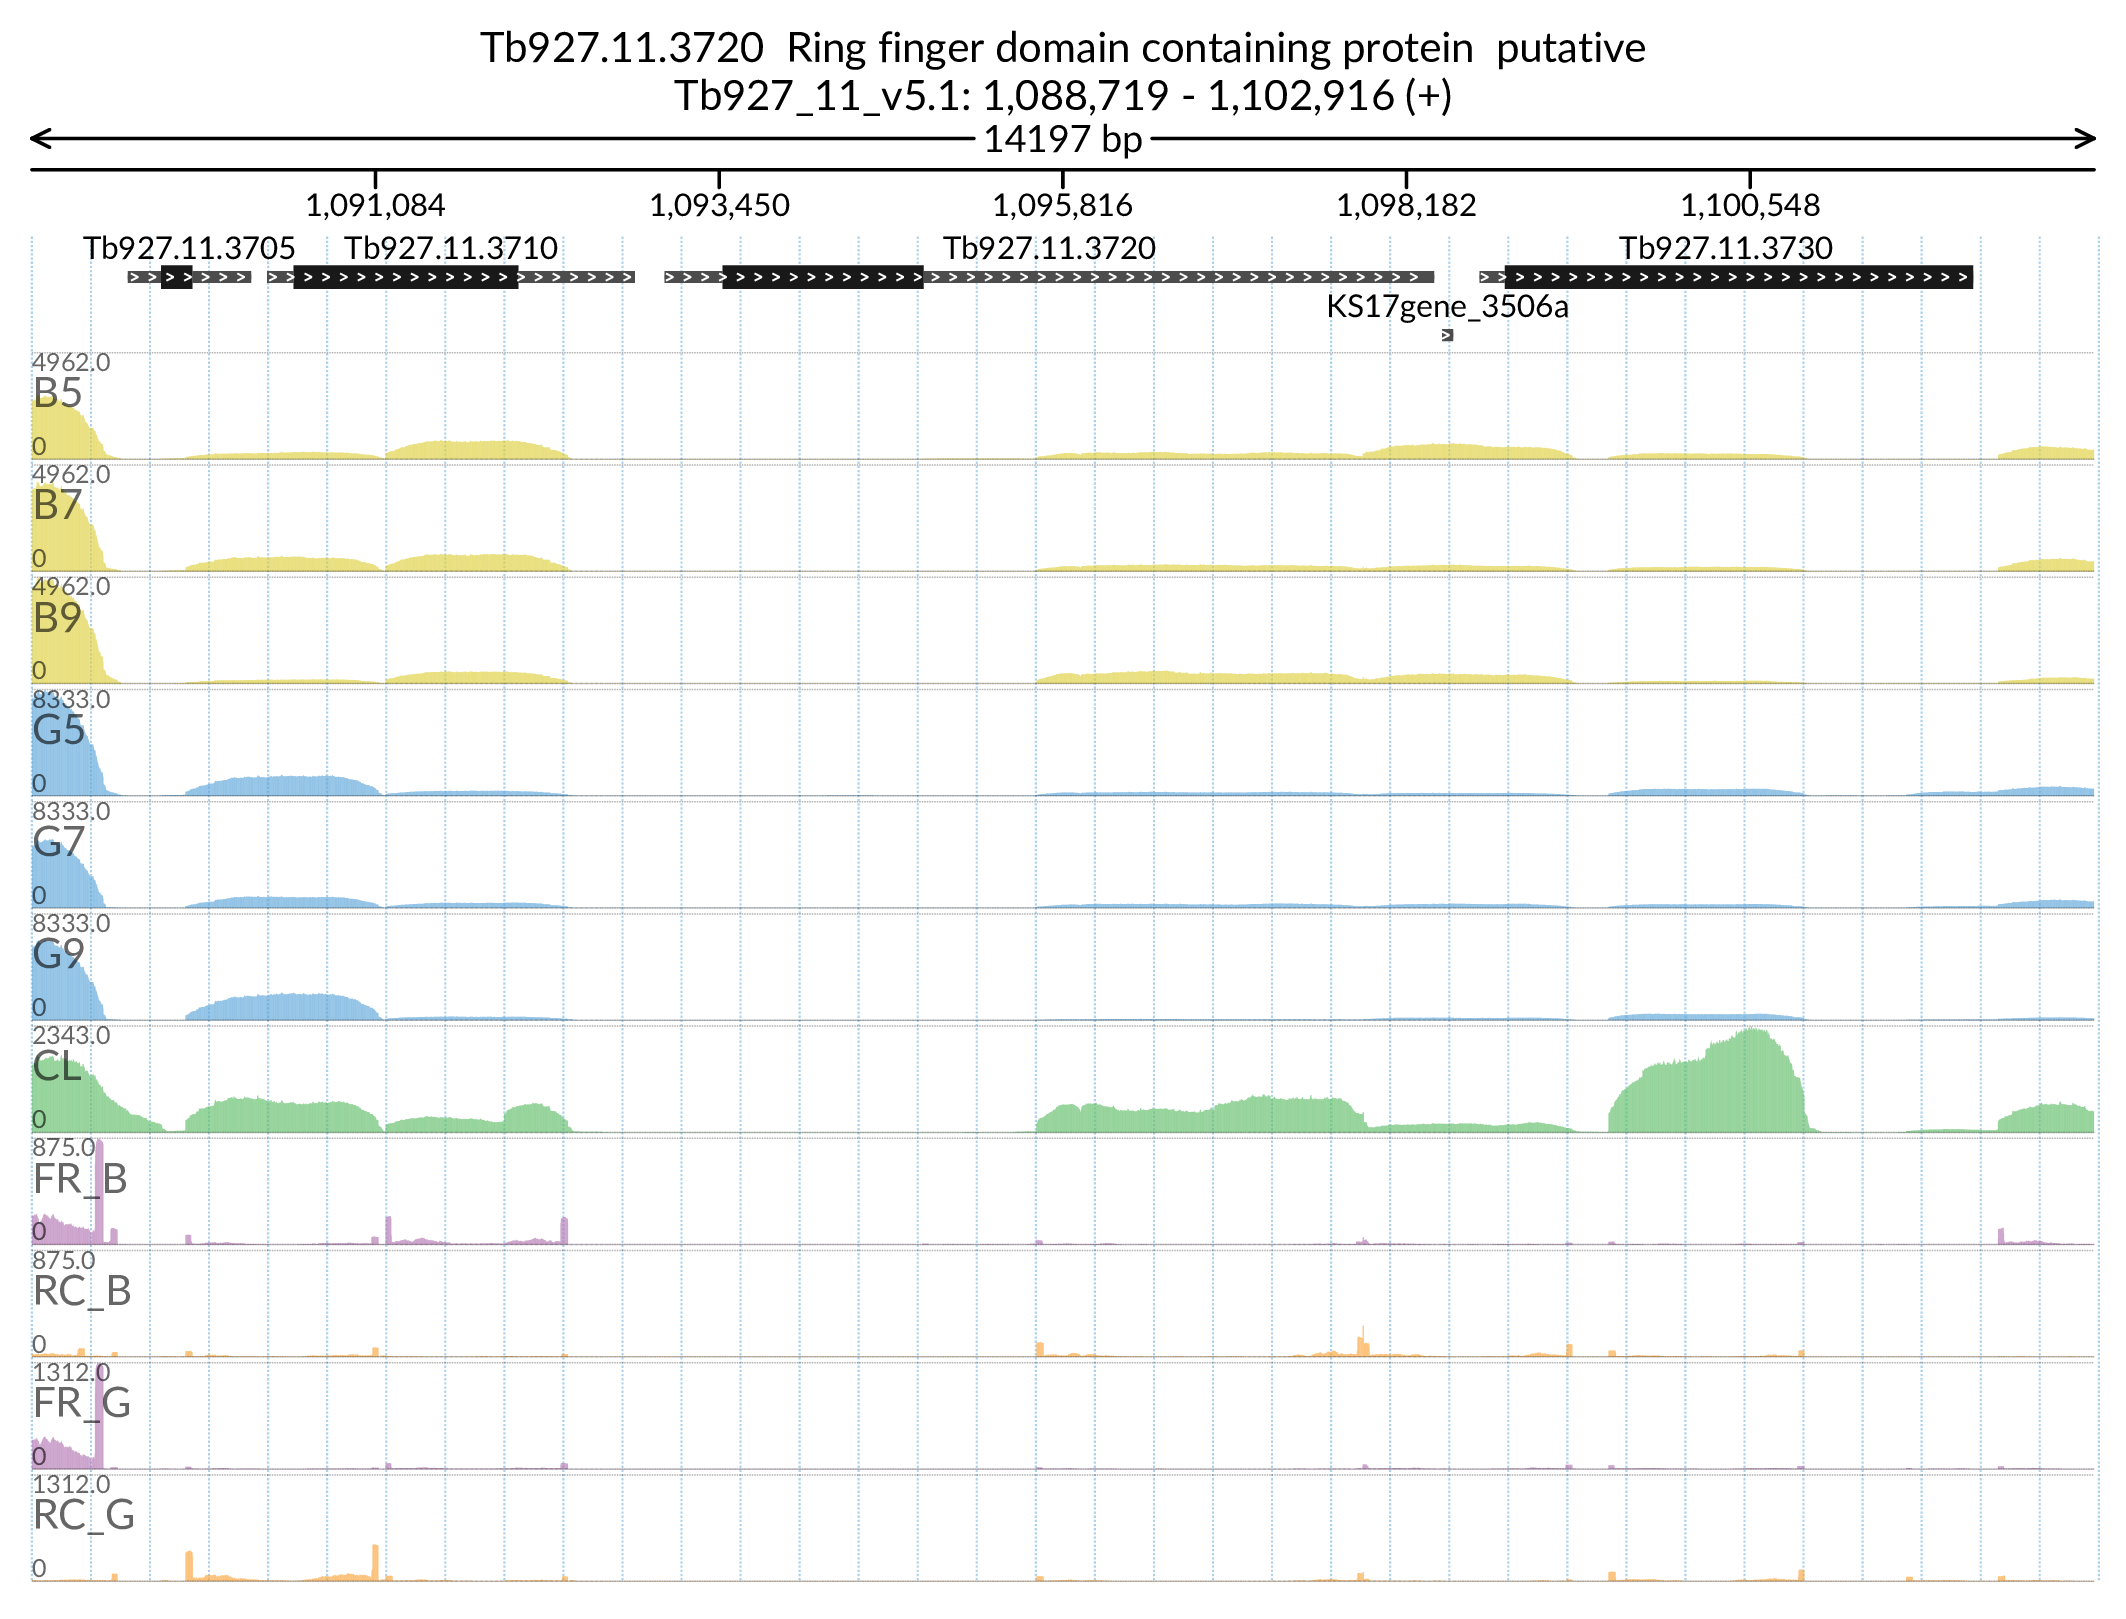 Tb927.11.3720  Ring finger domain containing protein  putative
Tb927_11_v5.1: 1,088,719 - 1,102,916 (+)
14197 bp
1,091,084 1,093,450 1,095,816 1,098,182 1,100,548
Tb927.11.3705 Tb927.11.3710 Tb927.11.3720 Tb927.11.3730
KS17gene_3506a
4962.0
B5
0
4962.0
B7
0
4962.0
B9
0
8333.0
G5
0
8333.0
G7
0
8333.0
G9
0
2343.0
CL
0
875.0
FR_B
0
875.0
RC_B
0
1312.0
FR_G
0
1312.0
RC_G
0